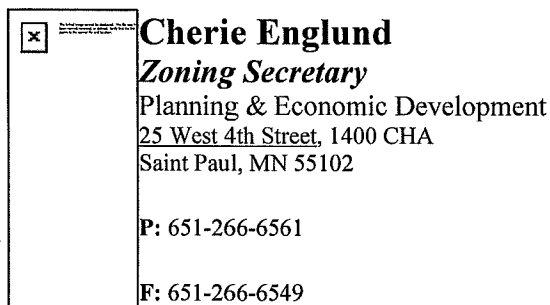 Cherie Englund
Zoning Secretary
Planning & Economic Development
25 West 4th Street, 1400 CHA
Saint Paul, MN 55102
P: 651-266-6561
F: 651-266-6549